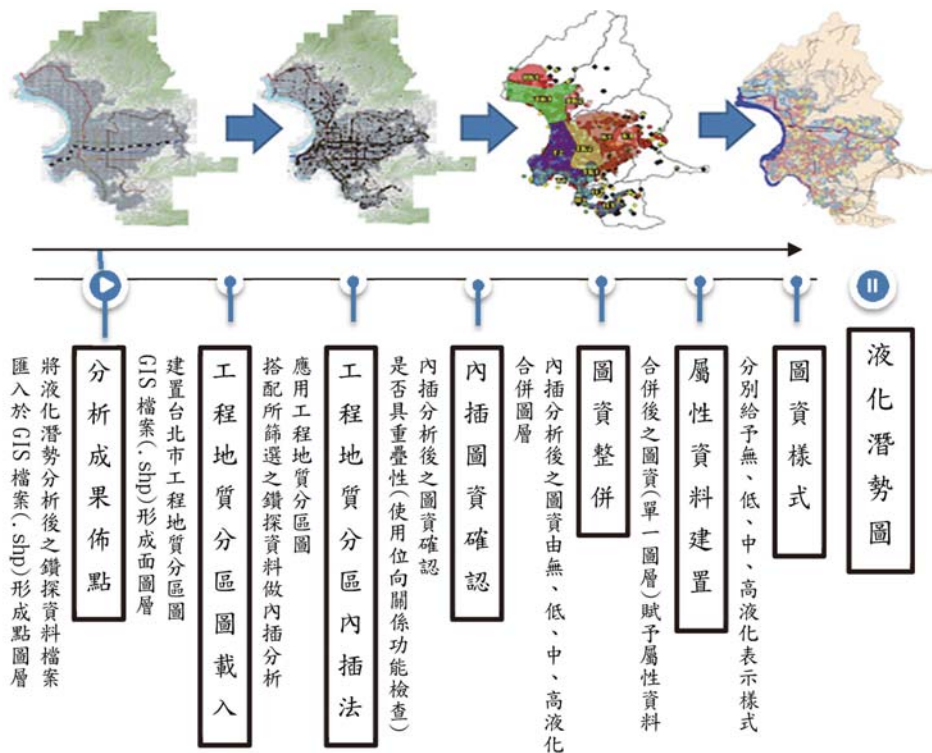 分析成果佈點
將液化潛勢分析後之鑽探資料檔案
匯入於 GIS 檔案(.shp)形成點圖層
工程地質分區圖載入
建置台北市工程地質分區圖
GIS 檔案(.shp)形成面圖層
工程地質分區內插法
應用工程地質分區圖
搭配所篩選之鑽探資料做內插分析
內插圖資確認
內插分析後之圖資確認
是否具重疊性(使用位向關係功能檢查)
圖資整併
內插分析後之圖資由無、低、中、高液化
合併圖層
屬性資料建置
合併後之圖資(單一圖層)賦予屬性資料
圖資樣式
分別給予無、低、中、高液化表示樣式
液化潛勢圖